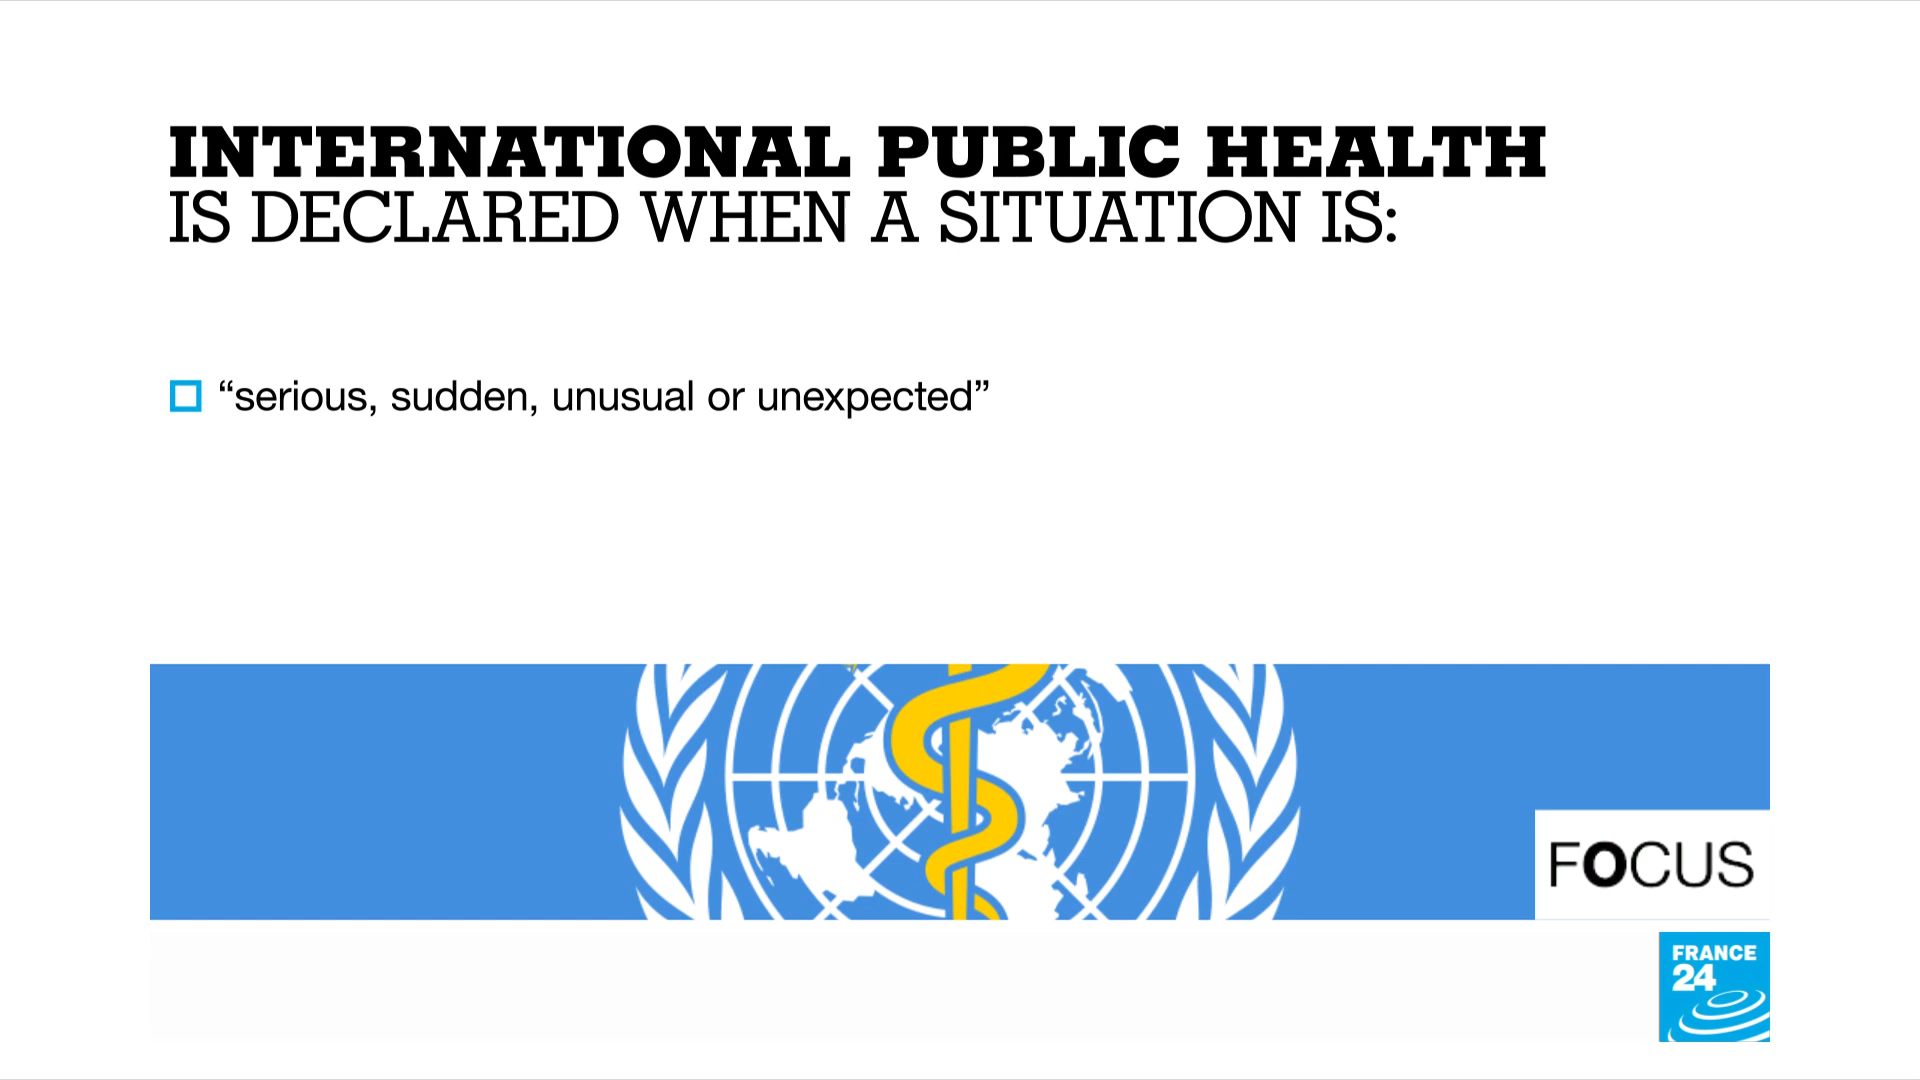 INTERNATIONAL PUBLIC HEALTH
IS DECLARED WHEN A SITUATION IS:
“serious, sudden, unusual or unexpected”
FOCUS
FRANCE
24